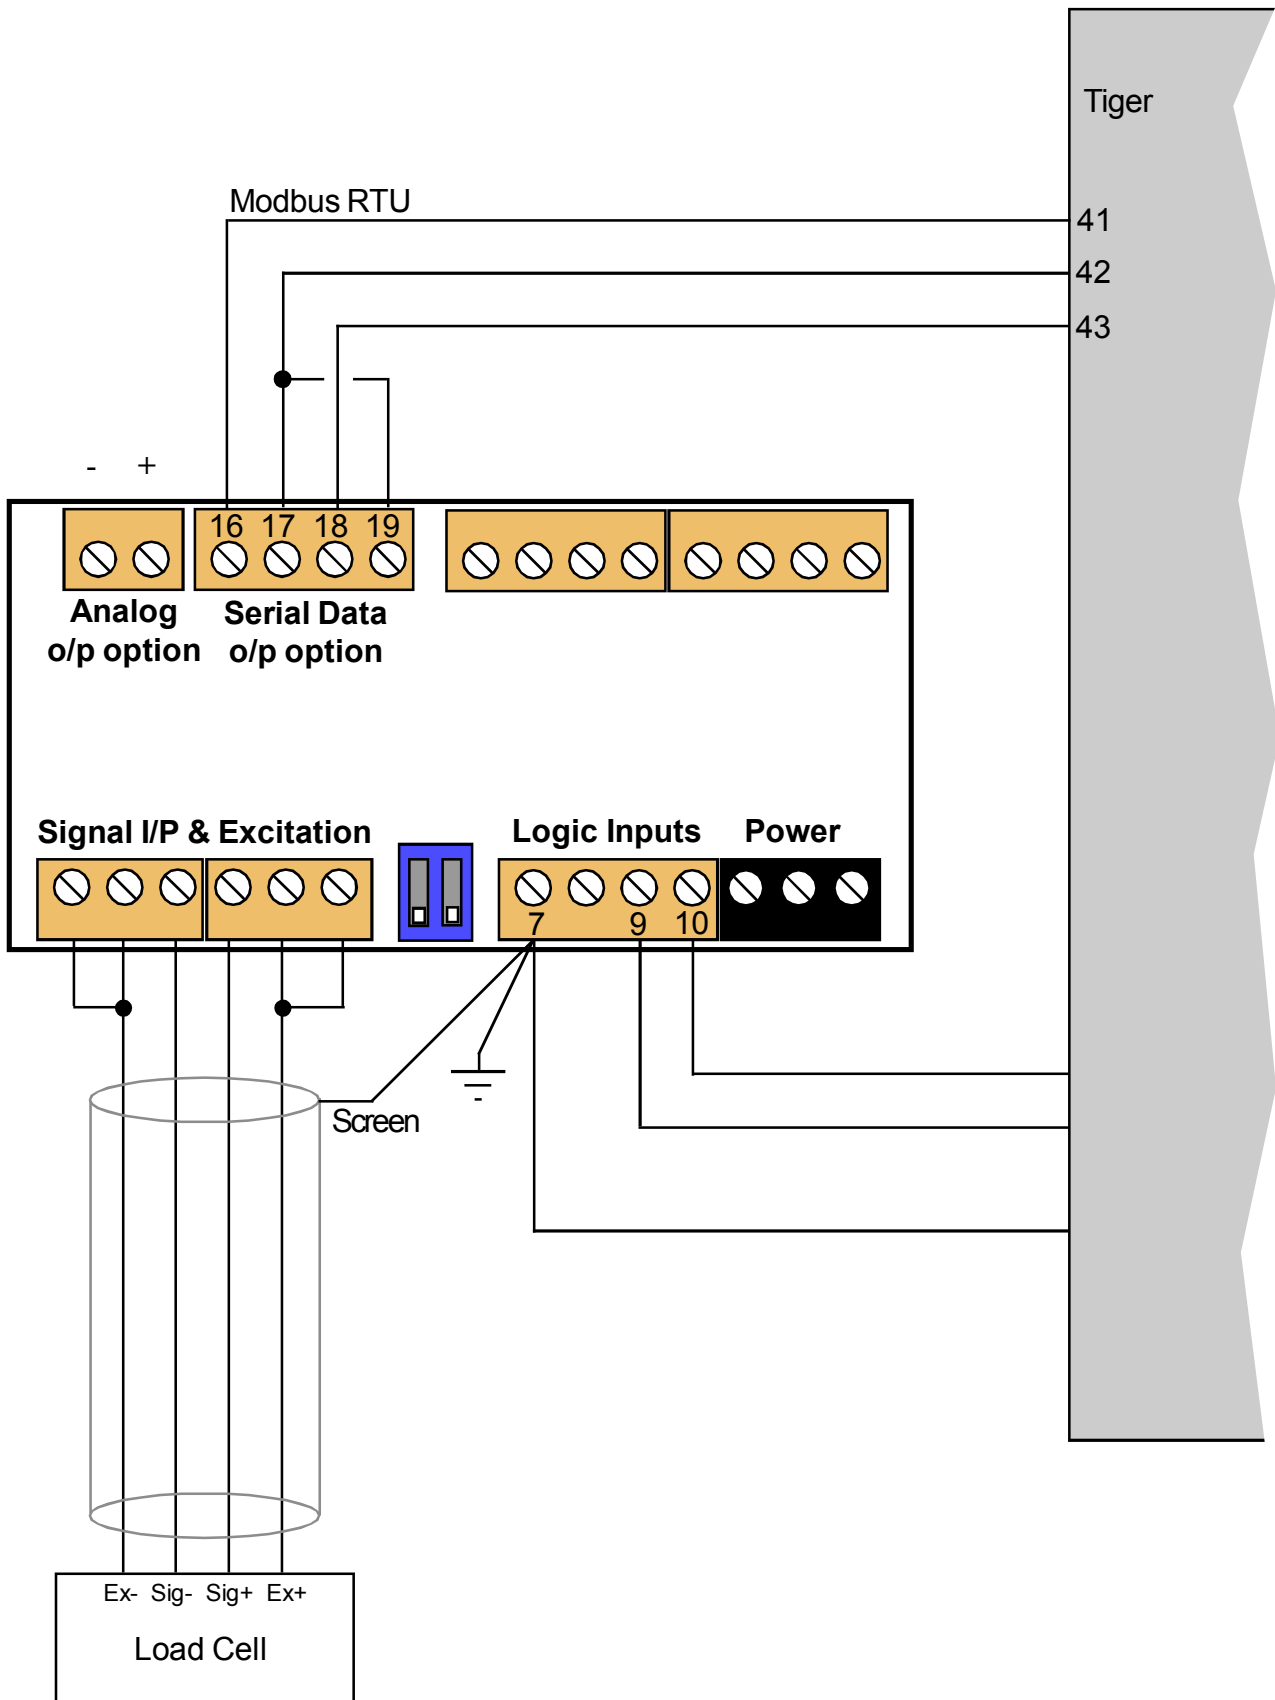 Tiger
Modbus RTU
41
42
43
- +
16 17 18 19
Analog
o/p option
Serial Data
o/p option
Signal I/P & Excitation
Logic Inputs
Power
7 9 10
Screen
Ex- Sig- Sig+ Ex+
Load Cell